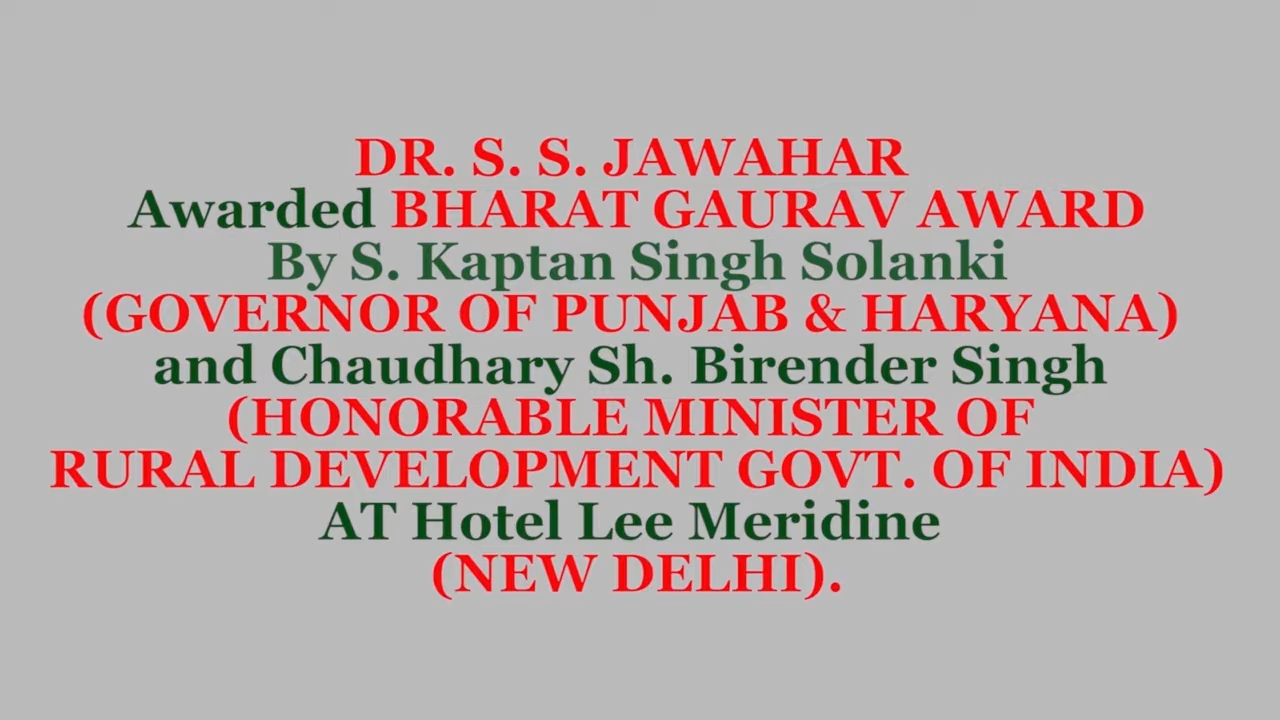 DR. S. S. JAWAHAR
Awarded BHARAT GAURAV AWARD
By S. Kaptan Singh Solanki
(GOVERNOR OF PUNJAB & HARYANA)
and Chaudhary Sh. Birender Singh
(HONORABLE MINISTER OF
RURAL DEVELOPMENT GOVT. OF INDIA)
AT Hotel Lee Meridine
(NEW DELHI).